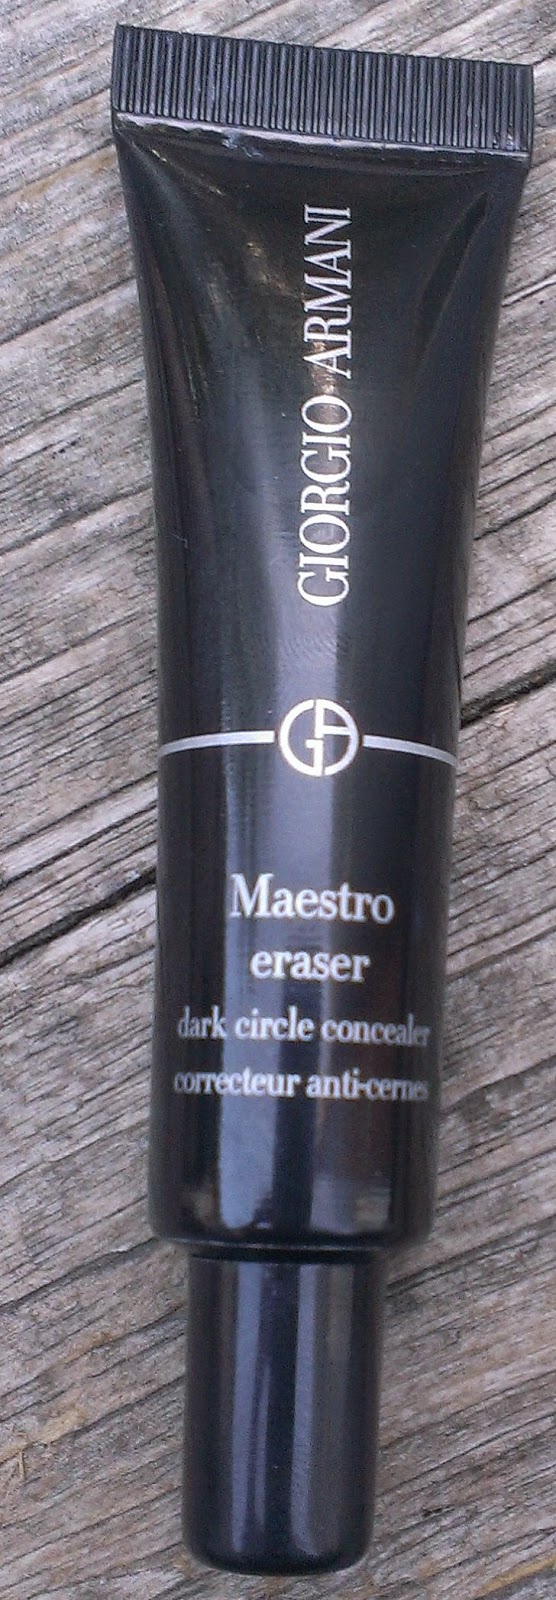 GIORGIO ARMANI
GA
Maestro
eraser
dark circle concealer
correcteur anti-cernes